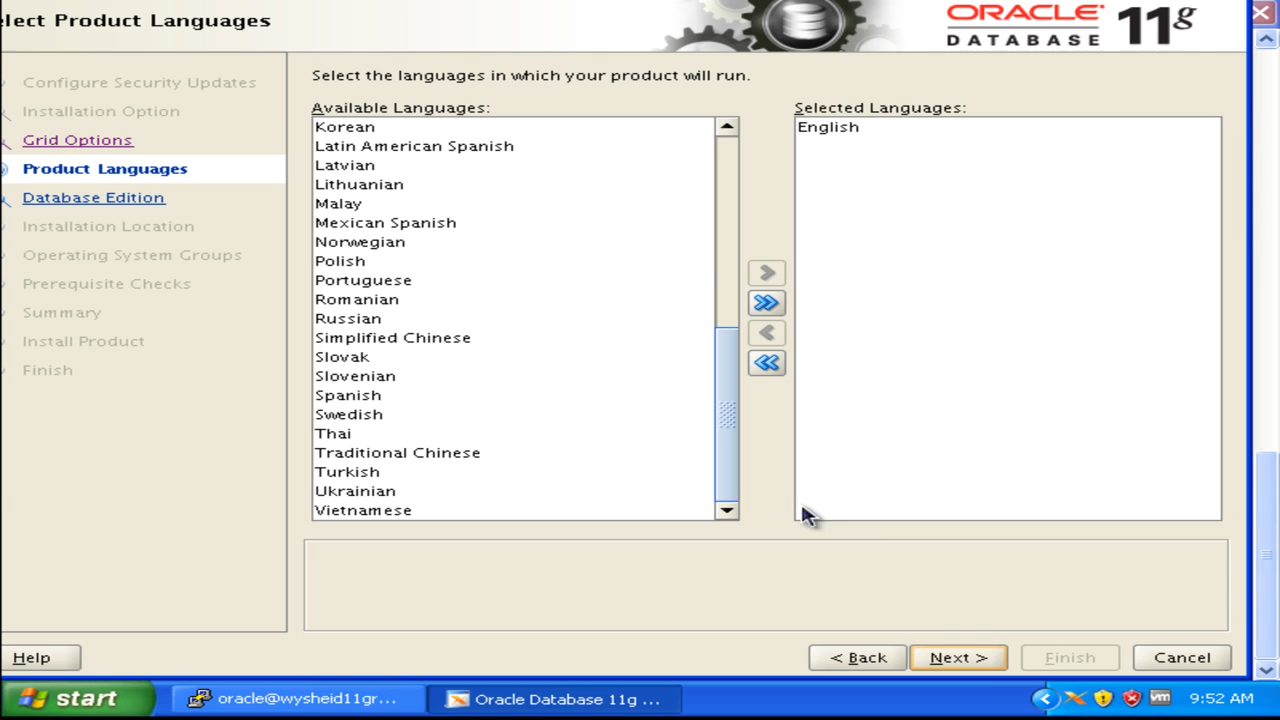 elect Product Languages
ORACLE
DATABASE 11g
Configure Security Updates
Installation Option
Grid Options
Product Languages
Database Edition
Installation Location
Operating System Groups
Prerequisite Checks
Summary
Install Product
Finish
Select the languages in which your product will run.
Available Languages:
Korean
Latin American Spanish
Latvian
Lithuanian
Malay
Mexican Spanish
Norwegian
Polish
Portuguese
Romanian
Russian
Simplified Chinese
Slovak
Slovenian
Spanish
Swedish
Thai
Traditional Chinese
Turkish
Ukrainian
Vietnamese
Selected Languages:
English
Help
< Back
Next >
Finish
Cancel
start
oracle@wysheid11gr...
Oracle Database 11g ...
vm
9:52 AM